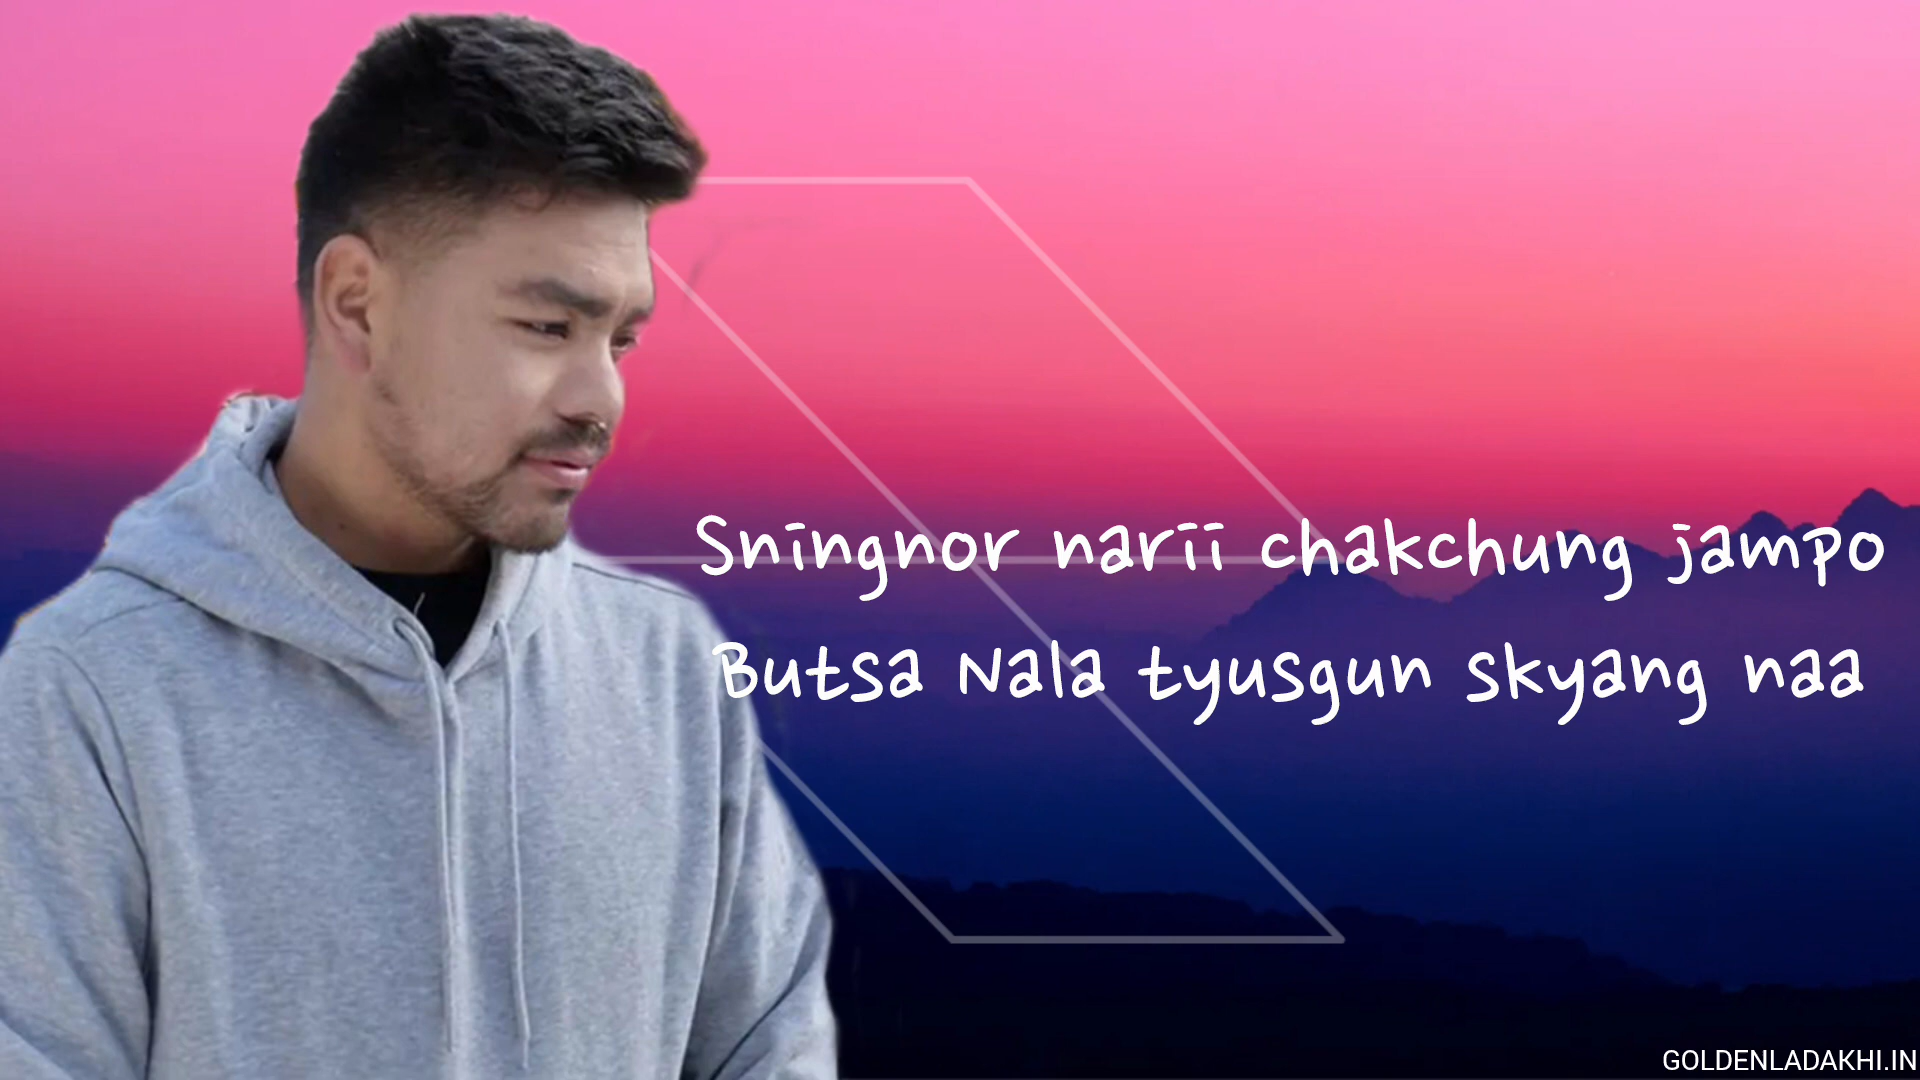 Sningnor narii chakchung jampo
Butsa Nala tyusgun skyang naa
GOLDENLADAKHI.IN